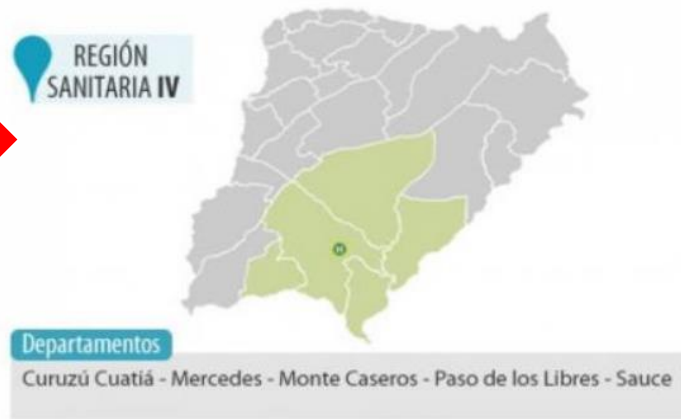 REGIÓN
SANITARIA IV
H
Departamentos
Curuzú Cuatiá - Mercedes - Monte Caseros - Paso de los Libres - Sauce